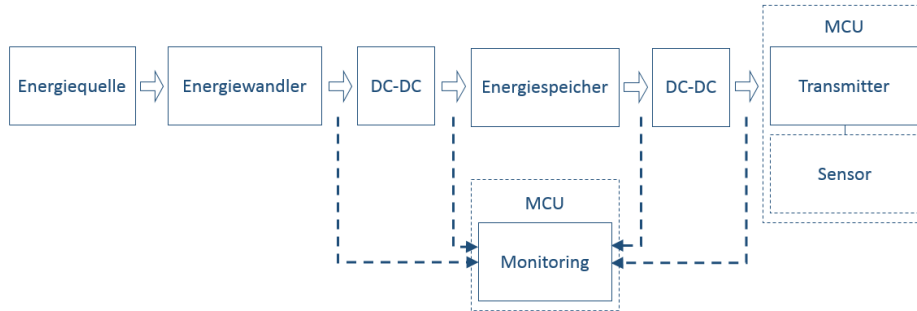 MCU
Energiequelle
Energiewandler
DC-DC
Energiespeicher
DC-DC
Transmitter
Sensor
MCU
Monitoring